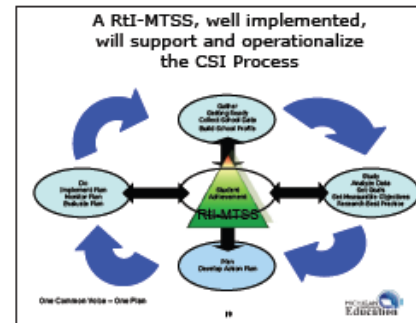 A RtI-MTSS, well implemented,
will support and operationalize
the CSI Process
Gather
Getting Ready
Collect School Data
Build School Profile
Do
Implement Plan
Monitor Plan
Evaluate Plan
Student
Achievement
RtI-MTSS
Study
Analyze Data
Set Goals
Set Measurable Objectives
Research Best Practice
Plan
Develop Action Plan
One Common Voice – One Plan
MICHIGAN
Education